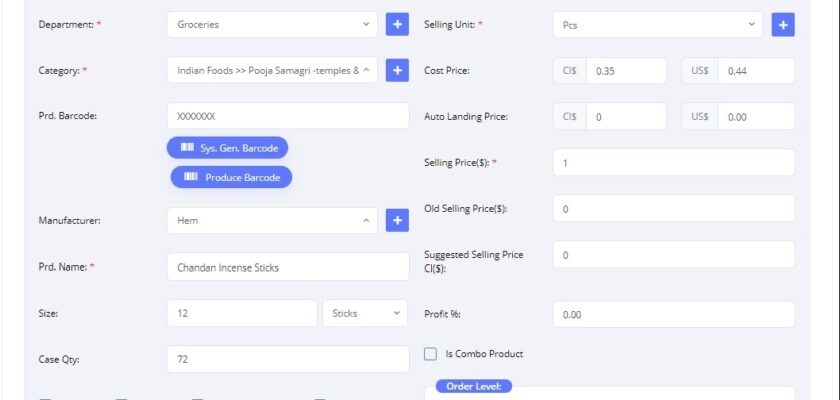 Department: *
Groceries
+
Category: *
Indian Foods >> Pooja Samagri -temples &
+
Prd. Barcode:
XXXXXXX
Sys. Gen. Barcode
Produce Barcode
Manufacturer:
Hem
+
Prd. Name: *
Chandan Incense Sticks
Size:
12
Sticks
Case Qty:
72
Selling Unit: *
Pcs
+
Cost Price:
CI$ 0.35 US$ 0.44
Auto Landing Price:
CI$ 0 US$ 0.00
Selling Price($): *
1
Old Selling Price($):
0
Suggested Selling Price
CI($):
0
Profit %:
0.00
Is Combo Product
Order Level: